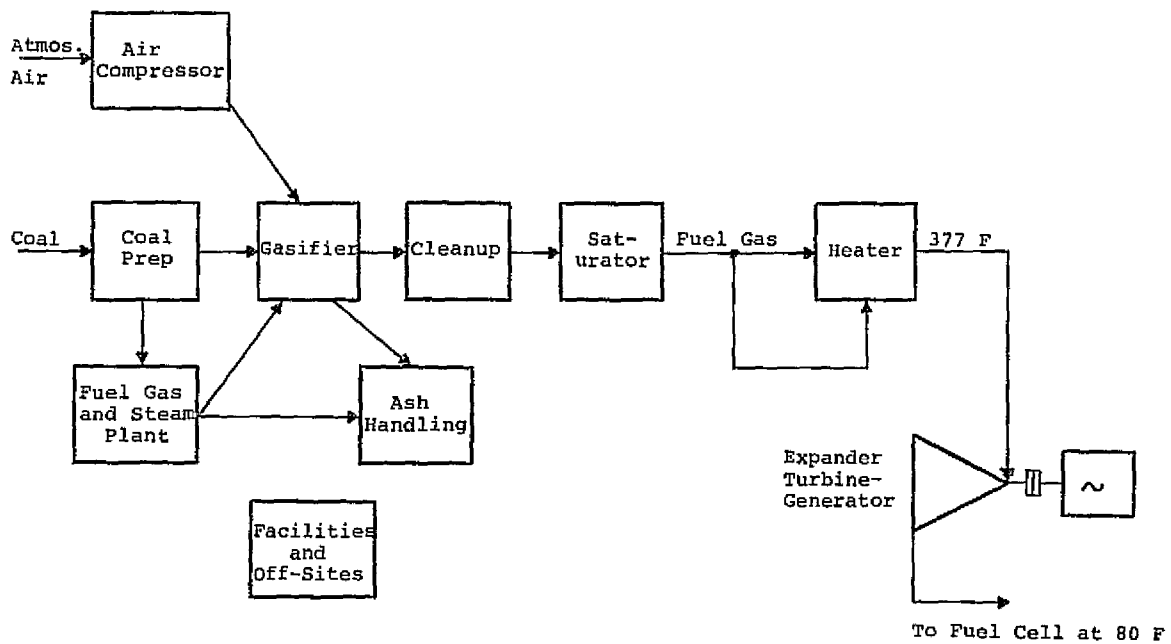 Atmos.
Air
Air
Compressor
Coal
Coal
Prep
Gasifier
Cleanup
Sat-
urator
Fuel Gas
Heater
377 F
Fuel Gas
and Steam
Plant
Ash
Handling
Facilities
and
Off-Sites
Expander
Turbine-
Generator
~
To Fuel Cell at 80 F